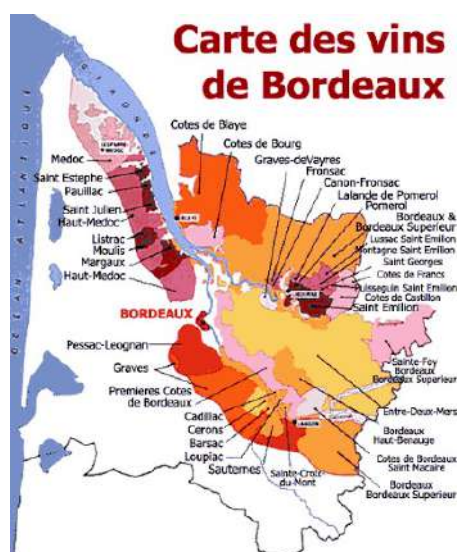 Carte des vins
de Bordeaux
OCEAN ATLANTIQUE
GIRONDE
Cotes de Blaye
Cotes de Bourg
Graves-deVayres
Fronsac
Canon-Fronsac
Lalande de Pomerol
Pomerol
Bordeaux &
Bordeaux Superieur
Lussac Saint Emilion
Montagne Saint Emilion
Saint Georges
Cotes de Francs
Puisseguin Saint Emilion
Cotes de Castillon
Saint Emilion
Medoc
Saint Estephe
Pauillac
Saint Julien
Haut-Medoc
Listrac
Moulis
Margaux
Haut-Medoc
BLAYE
LIBOURNE
BORDEAUX
Pessac-Leognan
Graves
Premieres Cotes
de Bordeaux
Cadillac
Cerons
Barsac
Loupiac
Sauternes
Sainte-Croix-
du-Mont
LANGON
Sainte-Foy
Bordeaux
Bordeaux Superieur
Entre-Deux-Mers
Bordeaux
Haut-Benauge
Cotes de Bordeaux
Saint Macaire
Bordeaux
Bordeaux Superieur